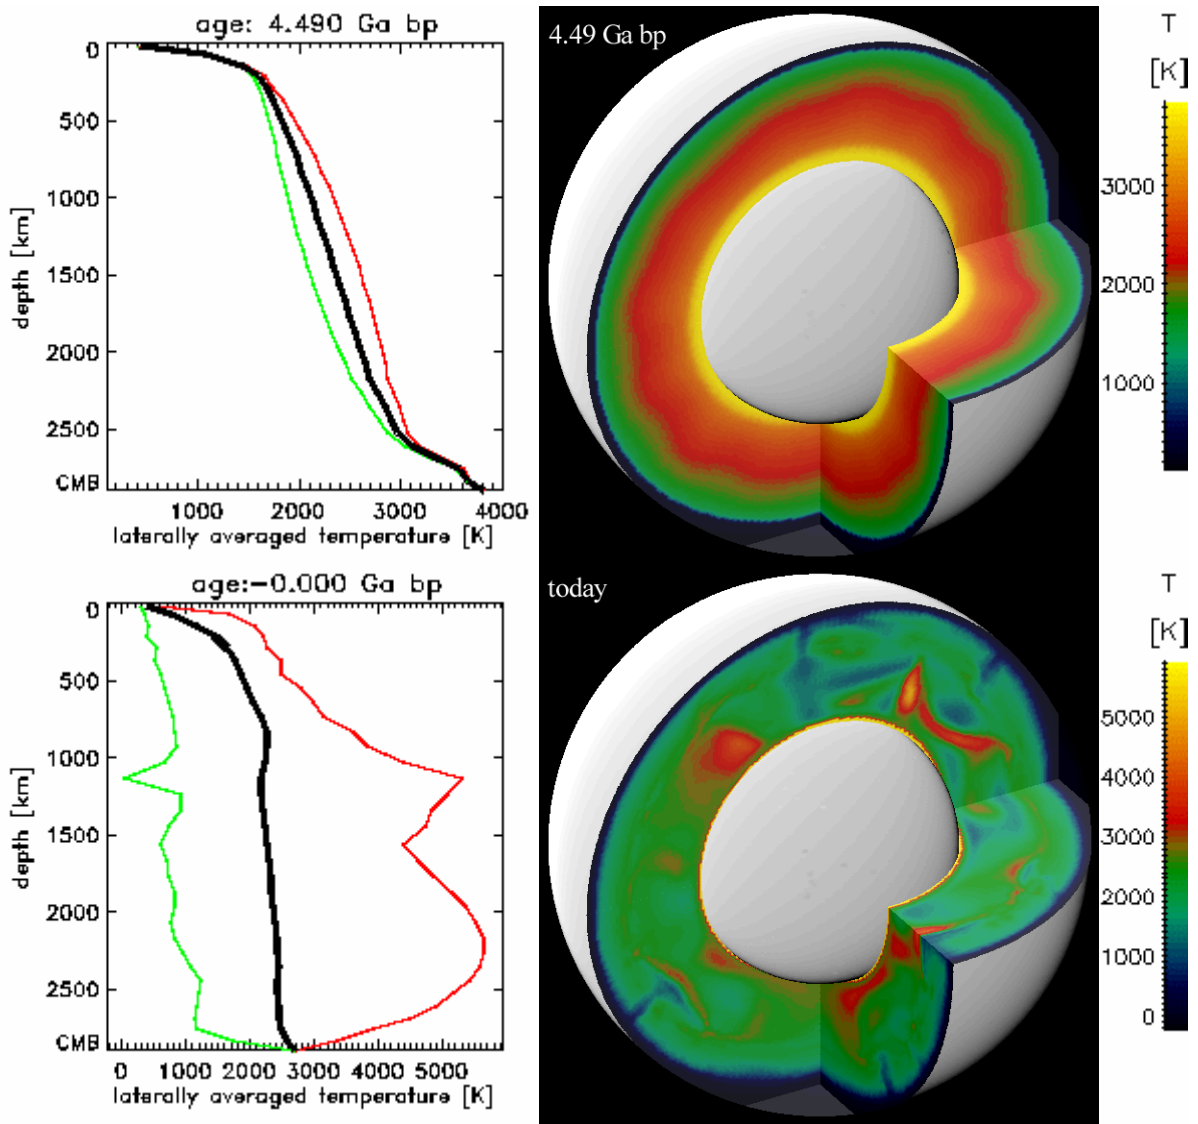 age: 4.490 Ga bp
0
500
1000
1500
2000
2500
CMB
depth [km]
1000 2000 3000 4000
laterally averaged temperature [K]
4.49 Ga bp
T
[K]
3000
2000
1000
age:-0.000 Ga bp
0
500
1000
1500
2000
2500
CMB
depth [km]
0 1000 2000 3000 4000 5000
laterally averaged temperature [K]
today
T
[K]
5000
4000
3000
2000
1000
0